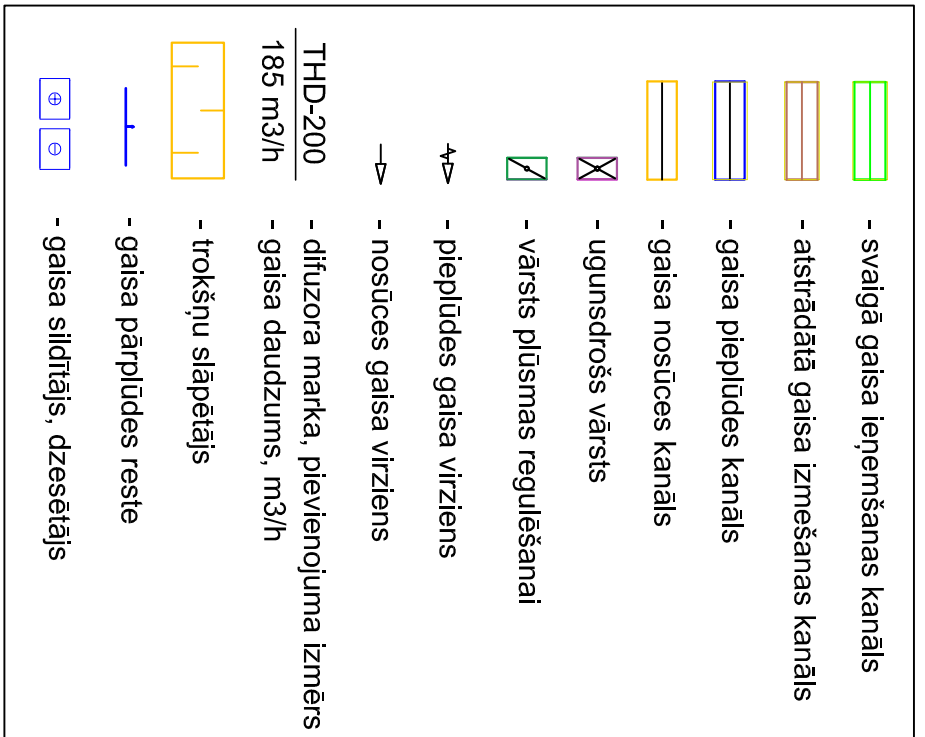 - svaigā gaisa ieņemšanas kanāls
- atstrādātā gaisa izmešanas kanāls
- gaisa pieplūdes kanāls
- gaisa nosūces kanāls
- ugunsdrošs vārsts
- vārsts plūsmas regulēšanai
- pieplūdes gaisa virziens
- nosūces gaisa virziens
THD-200 - difuzora marka, pievienojuma izmērs
185 m3/h - gaisa daudzums, m3/h
- trokšņu slāpētājs
- gaisa pārplūdes reste
- gaisa sildītājs, dzesētājs